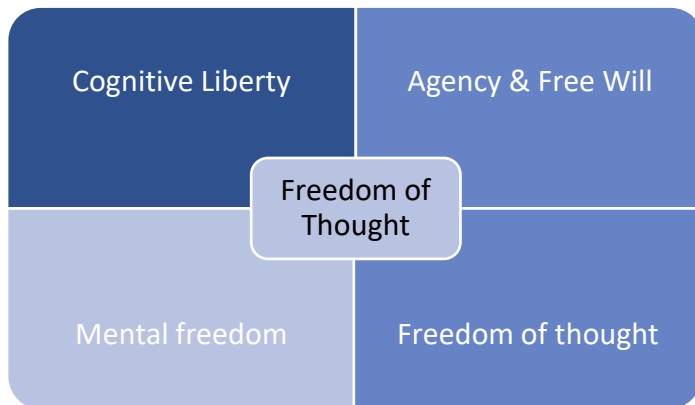 Cognitive Liberty
Agency & Free Will
Freedom of
Thought
Mental freedom
Freedom of thought